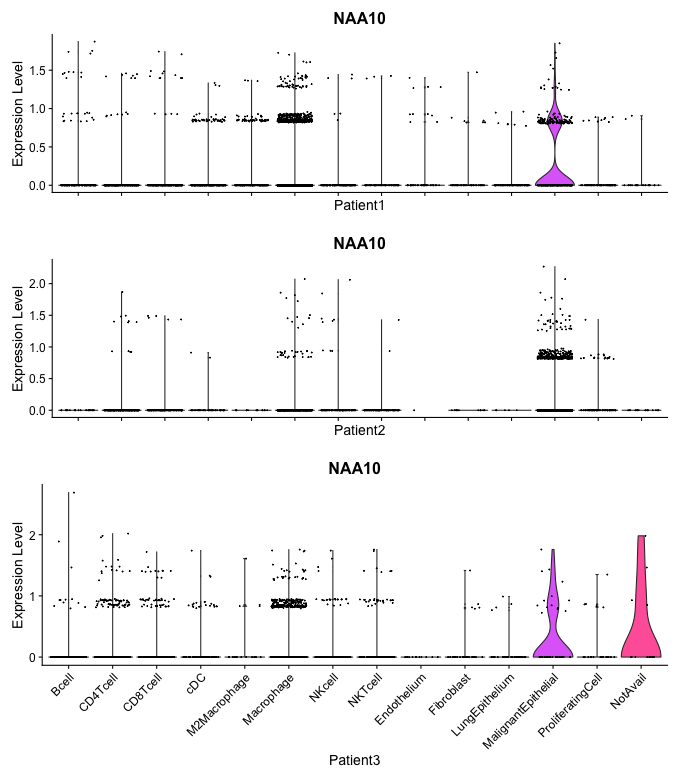 NAA10
Expression Level
1.5
1.0
0.5
0.0
Patient1
NAA10
Expression Level
2.0
1.5
1.0
0.5
0.0
Patient2
NAA10
Expression Level
2
1
0
Bcell
CD4Tcell
CD8Tcell
cDC
M2Macrophage
Macrophage
NKcell
NKTcell
Endothelium
Fibroblast
LungEpithelium
MalignantEpithelial
ProliferatingCell
NotAvail
Patient3